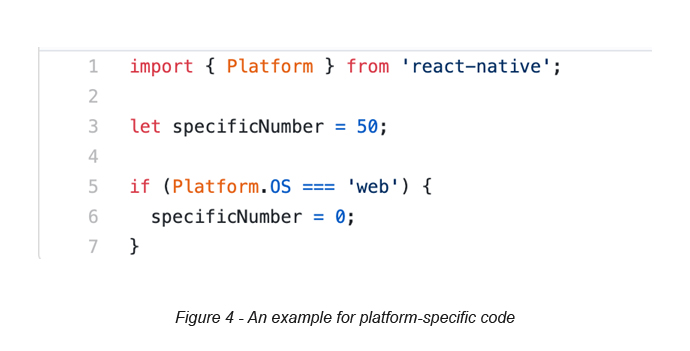 1 import { Platform } from 'react-native';
2
3 let specificNumber = 50;
4
5 if (Platform.OS === 'web') {
6   specificNumber = 0;
7 }
Figure 4 - An example for platform-specific code